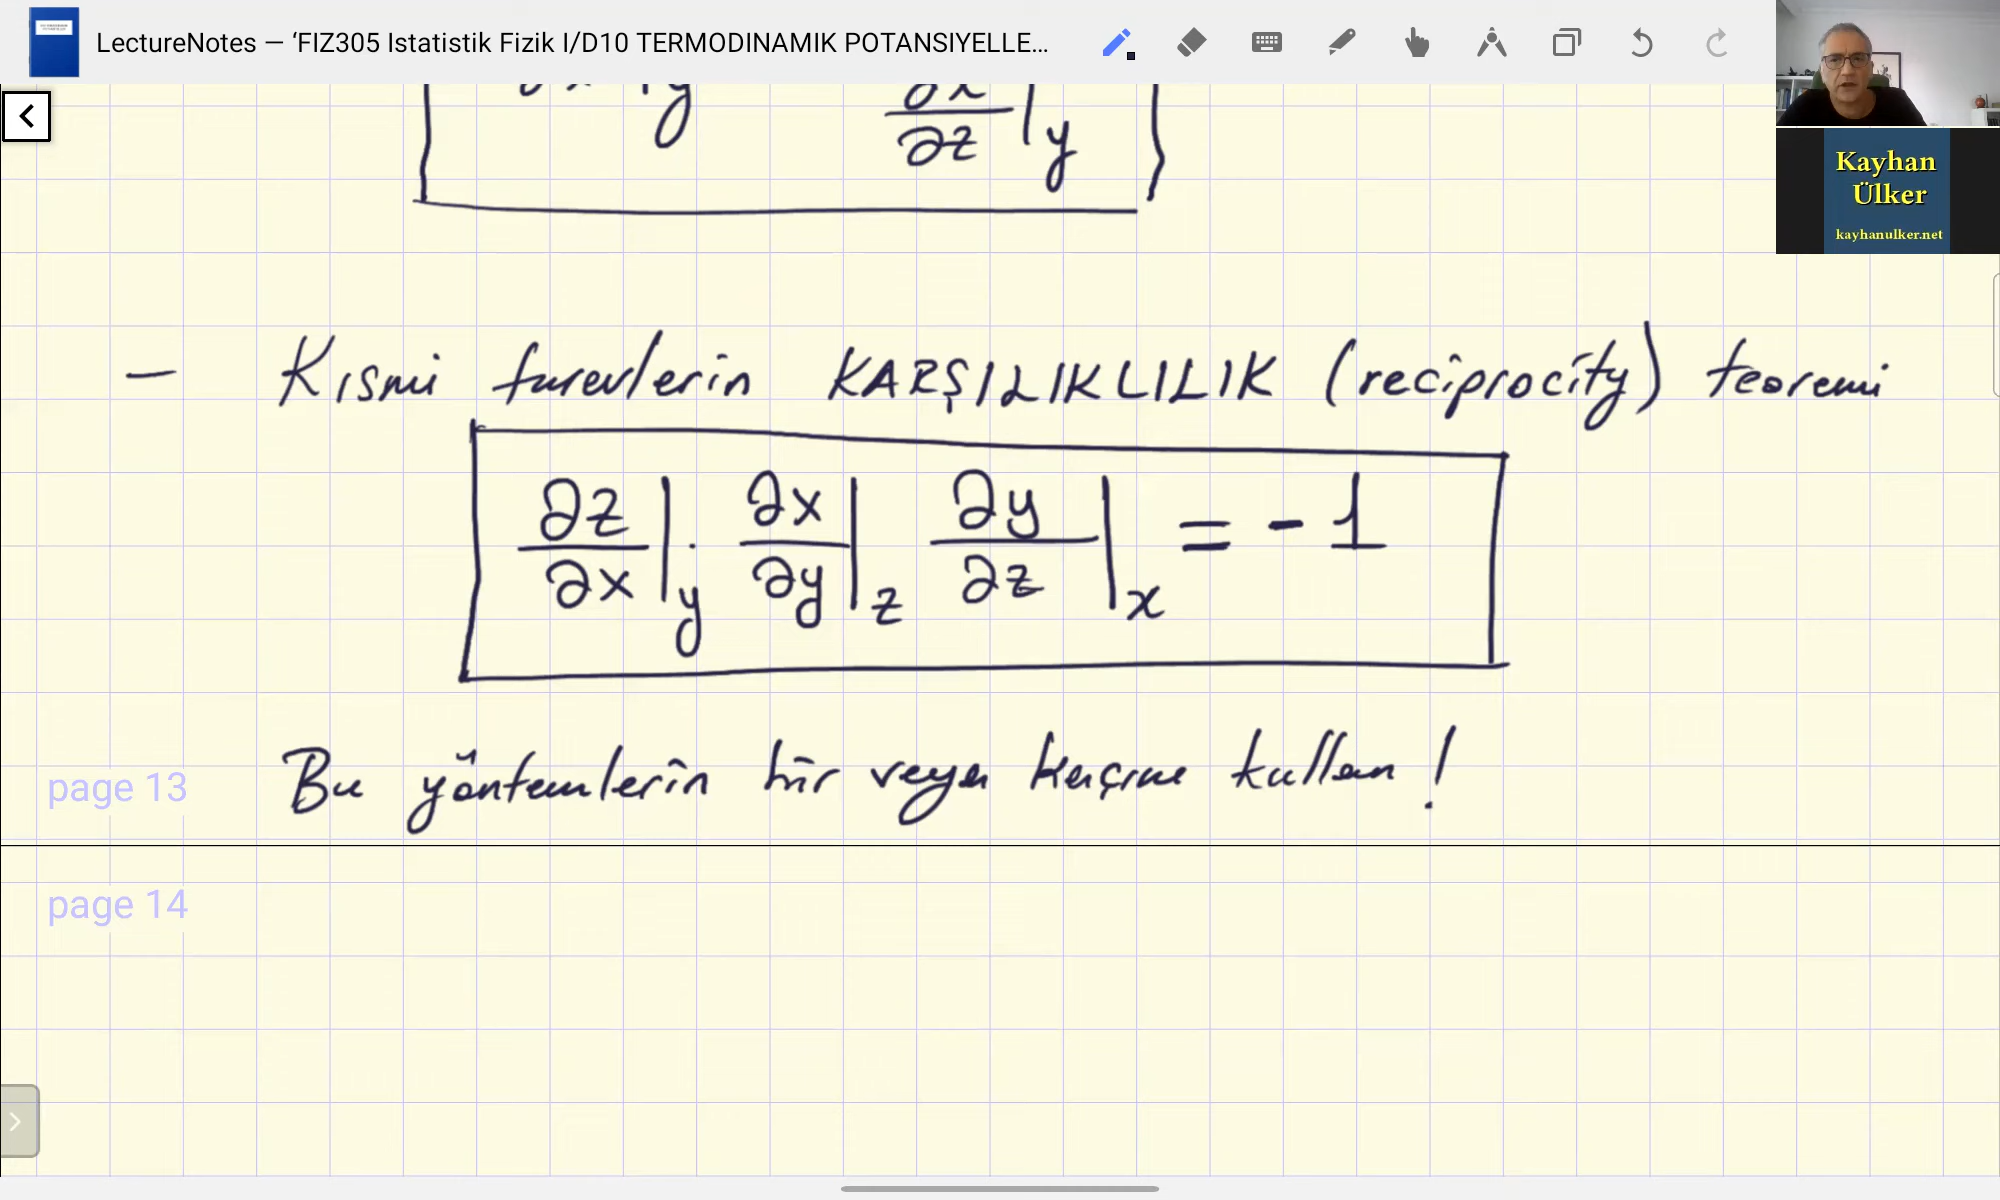 LectureNotes — ‘FIZ305 Istatistik Fizik I/D10 TERMODINAMIK POTANSIYELLE...
Kayhan
Ülker
kayhanulker.net
∂x |y
∂x/∂z |y
— Kısmi türevlerin KARŞILIKLILIK (reciprocity) teoremi
∂z/∂x |y · ∂x/∂y |z ∂y/∂z |x = - 1
Bu yöntemlerin bir veya kaçını kullan!
page 13
page 14